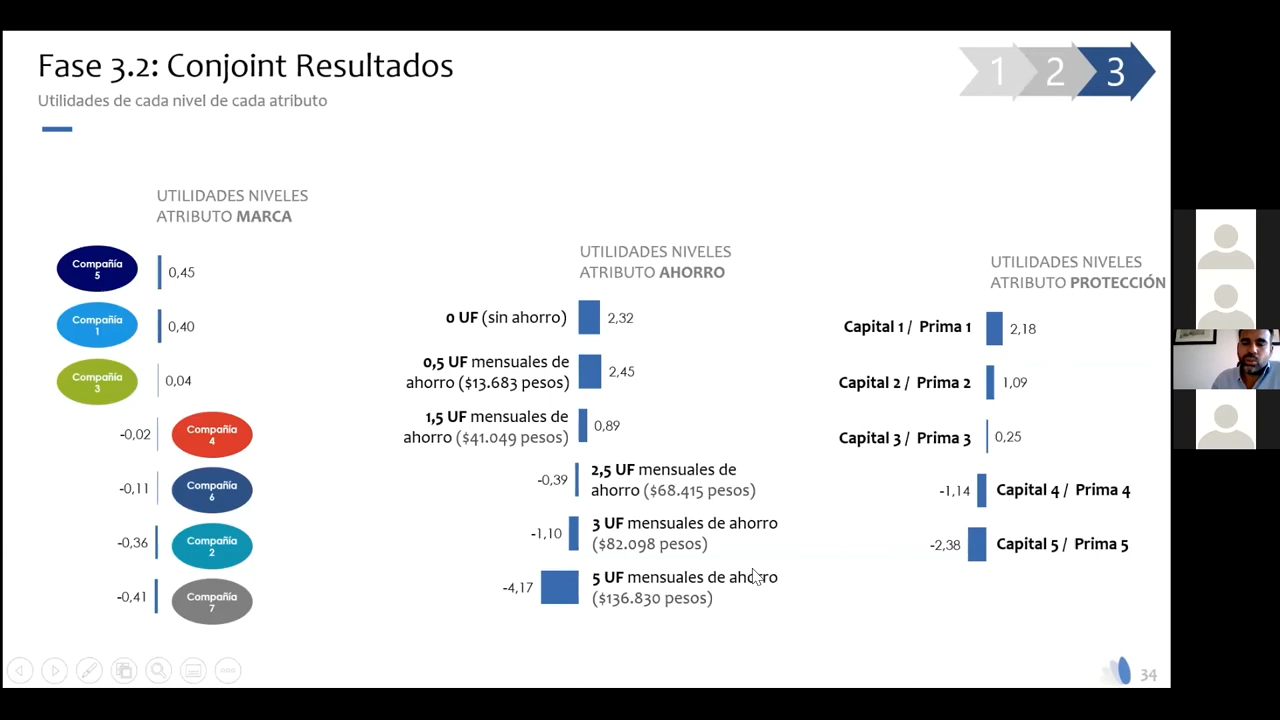 Fase 3.2: Conjoint Resultados
Utilidades de cada nivel de cada atributo
1 2 3
UTILIDADES NIVELES
ATRIBUTO MARCA
Compañía
5
0,45
Compañía
1
0,40
Compañía
3
0,04
-0,02
Compañía
4
-0,11
Compañía
6
-0,36
Compañía
2
-0,41
Compañía
7
UTILIDADES NIVELES
ATRIBUTO AHORRO
0 UF (sin ahorro)
2,32
0,5 UF mensuales de
ahorro ($13.683 pesos)
2,45
1,5 UF mensuales de
ahorro ($41.049 pesos)
0,89
-0,39
2,5 UF mensuales de
ahorro ($68.415 pesos)
-1,10
3 UF mensuales de ahorro
($82.098 pesos)
-4,17
5 UF mensuales de ahorro
($136.830 pesos)
UTILIDADES NIVELES
ATRIBUTO PROTECCIÓN
Capital 1 / Prima 1
2,18
Capital 2 / Prima 2
1,09
Capital 3 / Prima 3
0,25
-1,14
Capital 4 / Prima 4
-2,38
Capital 5 / Prima 5
34